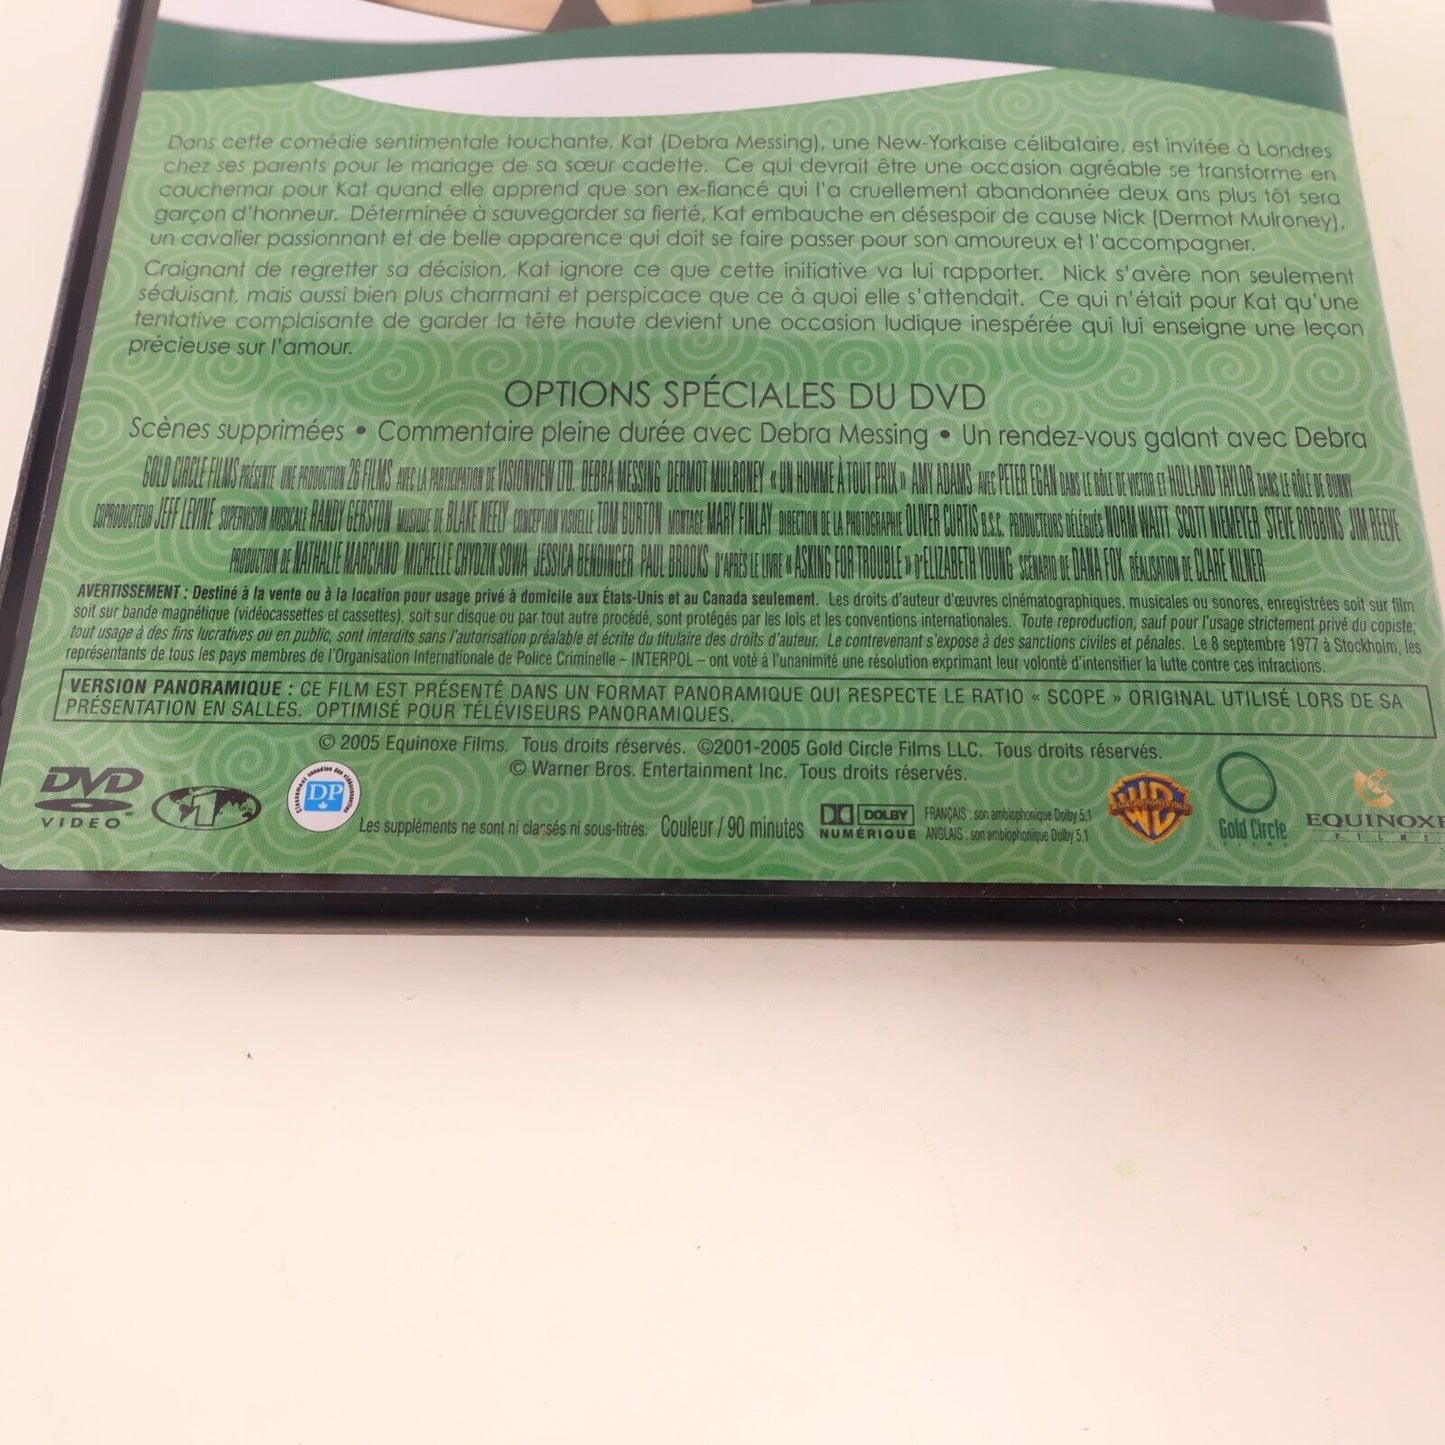 Dans cette comédie sentimentale touchante, Kat (Debra Messing), une New-Yorkaise célibataire, est invitée à Londres
chez ses parents pour le mariage de sa sœur cadette. Ce qui devrait être une occasion agréable se transforme en
cauchemar pour Kat quand elle apprend que son ex-fiancé qui l'a cruellement abandonnée deux ans plus tôt sera
garçon d'honneur. Déterminée à sauvegarder sa fierté, Kat embauche en désespoir de cause Nick (Dermot Mulroney),
un cavalier passionnant et de belle apparence qui doit se faire passer pour son amoureux et l'accompagner.
Craignant de regretter sa décision, Kat ignore ce que cette initiative va lui rapporter. Nick s'avère non seulement
séduisant, mais aussi bien plus charmant et perspicace que ce à quoi elle s'attendait. Ce qui n'était pour Kat qu'une
tentative complaisante de garder la tête haute devient une occasion ludique inespérée qui lui enseigne une leçon
précieuse sur l'amour.
OPTIONS SPÉCIALES DU DVD
Scènes supprimées • Commentaire pleine durée avec Debra Messing • Un rendez-vous galant avec Debra
GOLD CIRCLE FILMS PRÉSENTE UNE PRODUCTION 26 FILMS AVEC LA PARTICIPATION DE VISIONVIEW LTD. DEBRA MESSING DERMOT MULRONEY « UN HOMME À TOUT PRIX » AMY ADAMS AVEC PETER EGAN DANS LE RÔLE DE VICTOR ET HOLLAND TAYLOR DANS LE RÔLE DE BUNNY
COPRODUCTEUR JEFF LEVINE SUPERVISION MUSICALE RANDY GERSTON MUSIQUE DE BLAKE NEELY CONCEPTION VISUELLE TOM BURTON MONTAGE MARY FINLAY DIRECTION DE LA PHOTOGRAPHIE OLIVER CURTIS B.S.C. PRODUCTEURS DÉLÉGUÉS NORM WAITT SCOTT NIEMEYER STEVE ROBBINS JIM REEVE
PRODUCTION DE NATHALIE MARCIANO MICHELLE CHYDZIK SOWA JESSICA BENDINGER PAUL BROOKS D'APRÈS LE LIVRE « ASKING FOR TROUBLE » D'ELIZABETH YOUNG SCÉNARIO DE DANA FOX RÉALISATION DE CLARE KILNER
AVERTISSEMENT : Destiné à la vente ou à la location pour usage privé à domicile aux États-Unis et au Canada seulement. Les droits d'auteur d'œuvres cinématographiques, musicales ou sonores, enregistrées soit sur film
soit sur bande magnétique (vidéocassettes et cassettes), soit sur disque ou par tout autre procédé, sont protégés par les lois et les conventions internationales. Toute reproduction, sauf pour l'usage strictement privé du copiste;
tout usage à des fins lucratives ou en public, sont interdits sans l'autorisation préalable et écrite du titulaire des droits d'auteur. Le contrevenant s'expose à des sanctions civiles et pénales. Le 8 septembre 1977 à Stockholm, les
représentants de tous les pays membres de l'Organisation Internationale de Police Criminelle – INTERPOL – ont voté à l'unanimité une résolution exprimant leur volonté d'intensifier la lutte contre ces infractions.
VERSION PANORAMIQUE : CE FILM EST PRÉSENTÉ DANS UN FORMAT PANORAMIQUE QUI RESPECTE LE RATIO « SCOPE » ORIGINAL UTILISÉ LORS DE SA
PRÉSENTATION EN SALLES. OPTIMISÉ POUR TÉLÉVISEURS PANORAMIQUES.
© 2005 Equinoxe Films. Tous droits réservés. ©2001-2005 Gold Circle Films LLC. Tous droits réservés.
© Warner Bros. Entertainment Inc. Tous droits réservés.
DVD
VIDEO
1
Classement canadien des vidéocassettes
DP
Les suppléments ne sont ni classés ni sous-titrés. Couleur / 90 minutes
DOLBY
NUMÉRIQUE
FRANÇAIS : son ambiophonique Dolby 5.1
ANGLAIS : son ambiophonique Dolby 5.1
WB
Gold Circle
FILMS
EQUINOXE
FILMS